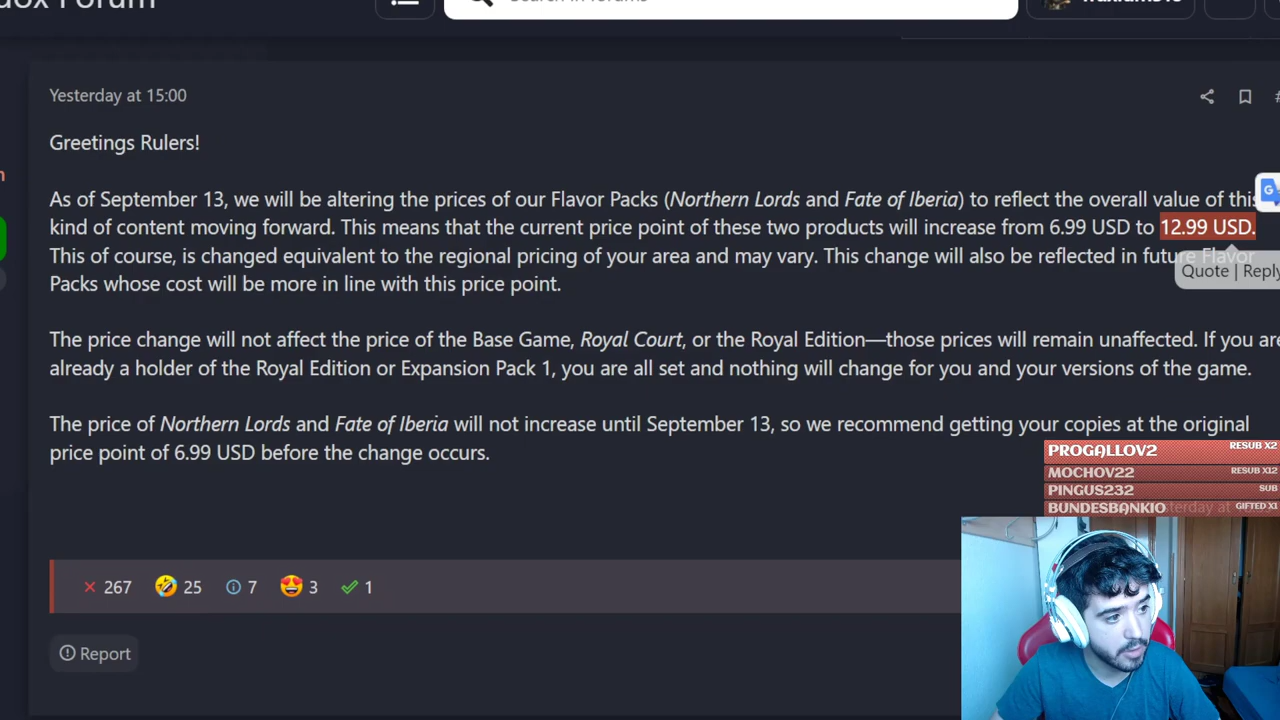 Forum
Yesterday at 15:00
Greetings Rulers!
As of September 13, we will be altering the prices of our Flavor Packs (Northern Lords and Fate of Iberia) to reflect the overall value of this
kind of content moving forward. This means that the current price point of these two products will increase from 6.99 USD to 12.99 USD.
This of course, is changed equivalent to the regional pricing of your area and may vary. This change will also be reflected in future Flavor
Quote | Reply
Packs whose cost will be more in line with this price point.
The price change will not affect the price of the Base Game, Royal Court, or the Royal Edition—those prices will remain unaffected. If you are
already a holder of the Royal Edition or Expansion Pack 1, you are all set and nothing will change for you and your versions of the game.
The price of Northern Lords and Fate of Iberia will not increase until September 13, so we recommend getting your copies at the original
price point of 6.99 USD before the change occurs.
PROGALLOV2 RESUB X2
MOCHOV22 RESUB X12
PINGUS232 SUB
BUNDESBANKIO GIFTED X1
267 25 7 3 1
Report